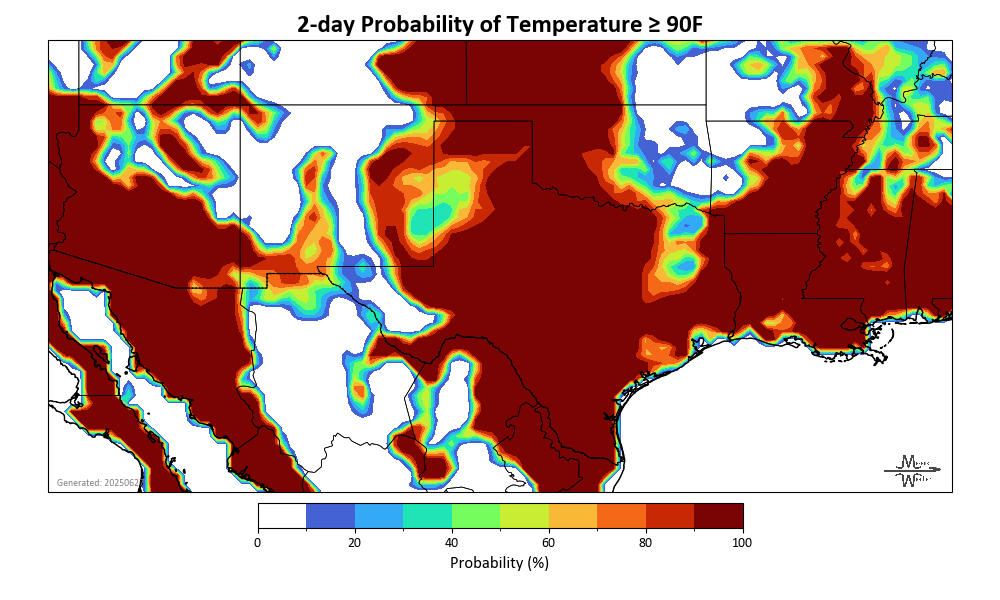 2-day Probability of Temperature ≥ 90F
Generated: 2025062
0 20 40 60 80 100
Probability (%)